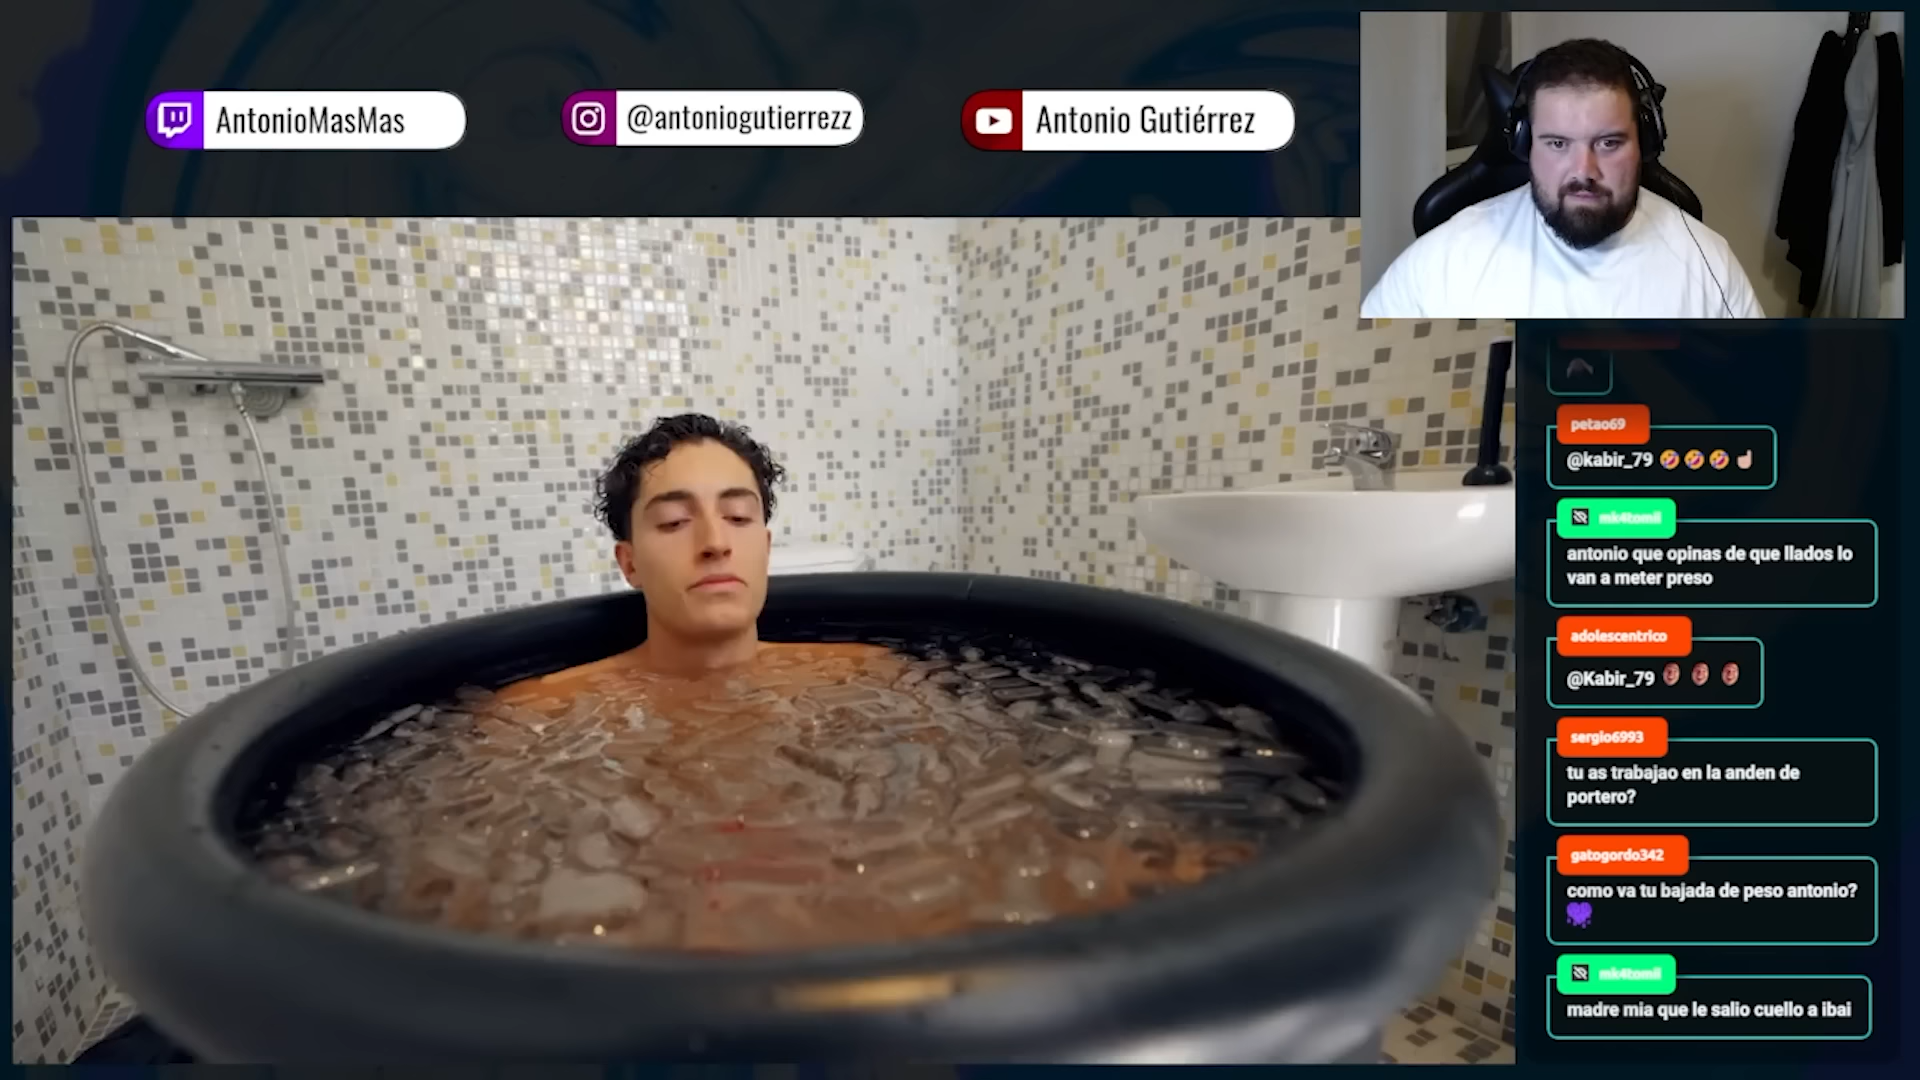 AntonioMasMas
@antoniogutierrezz
Antonio Gutiérrez
petao69
@kabir_79 🤣🤣🤣☝🏻
mk4tomil
antonio que opinas de que llados lo
van a meter preso
adolescentrico
@Kabir_79
sergio6993
tu as trabajao en la anden de
portero?
gatogordo342
como va tu bajada de peso antonio?
mk4tomil
madre mia que le salio cuello a ibai